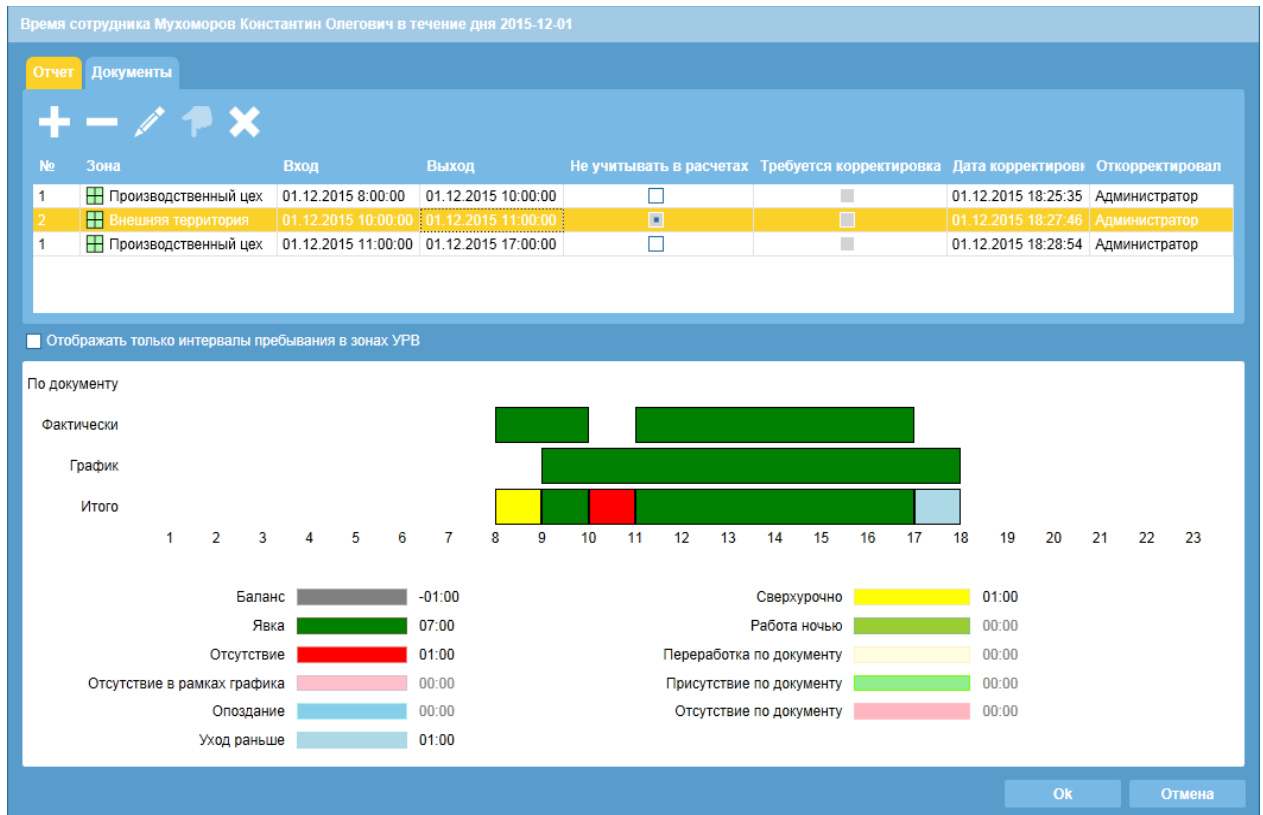 Время сотрудника Мухоморов Константин Олегович в течение дня 2015-12-01
Отчет Документы
№ Зона Вход Выход Не учитывать в расчетах Требуется корректировка Дата корректировк Откорректировал
1 Производственный цех 01.12.2015 8:00:00 01.12.2015 10:00:00 01.12.2015 18:25:35 Администратор
2 Внешняя территория 01.12.2015 10:00:00 01.12.2015 11:00:00 01.12.2015 18:27:46 Администратор
1 Производственный цех 01.12.2015 11:00:00 01.12.2015 17:00:00 01.12.2015 18:28:54 Администратор
Отображать только интервалы пребывания в зонах УРВ
По документу
Фактически
График
Итого
1 2 3 4 5 6 7 8 9 10 11 12 13 14 15 16 17 18 19 20 21 22 23
Баланс -01:00 Сверхурочно 01:00
Явка 07:00 Работа ночью 00:00
Отсутствие 01:00 Переработка по документу 00:00
Отсутствие в рамках графика 00:00 Присутствие по документу 00:00
Опоздание 00:00 Отсутствие по документу 00:00
Уход раньше 01:00
Ok Отмена